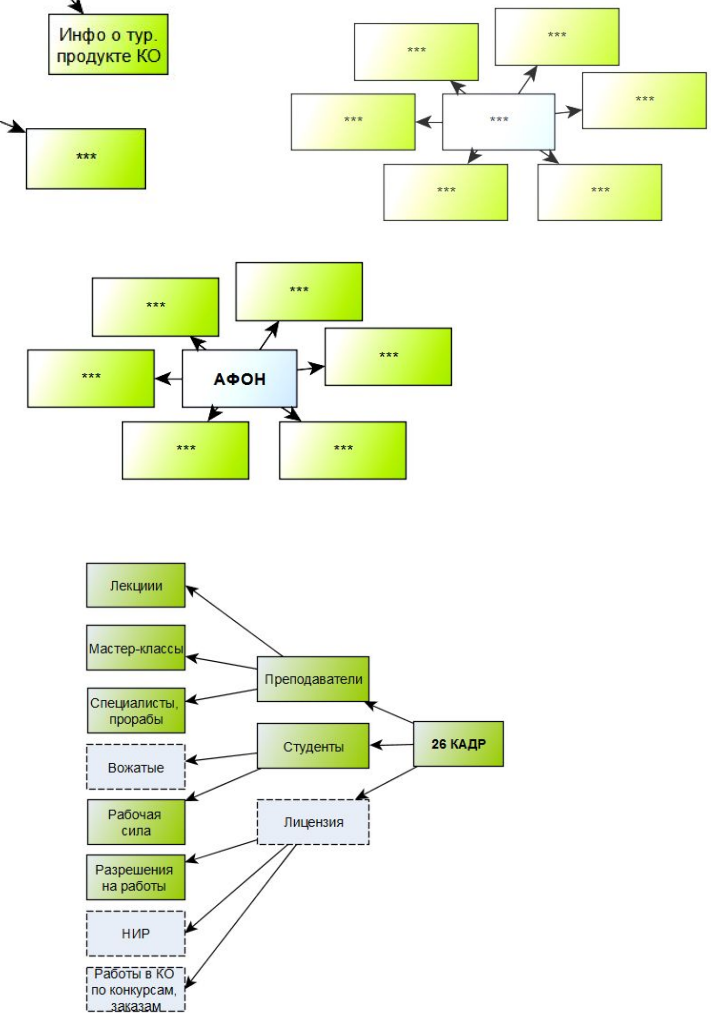 Инфо о тур.
продукте КО
***
***
***
***
***
***
***
***
***
***
***
***
АФОН
***
***
Лекциии
Мастер-классы
Специалисты,
прорабы
Вожатые
Рабочая
сила
Разрешения
на работы
НИР
Работы в КО
по конкурсам,
заказам
Преподаватели
Студенты
Лицензия
26 КАДР